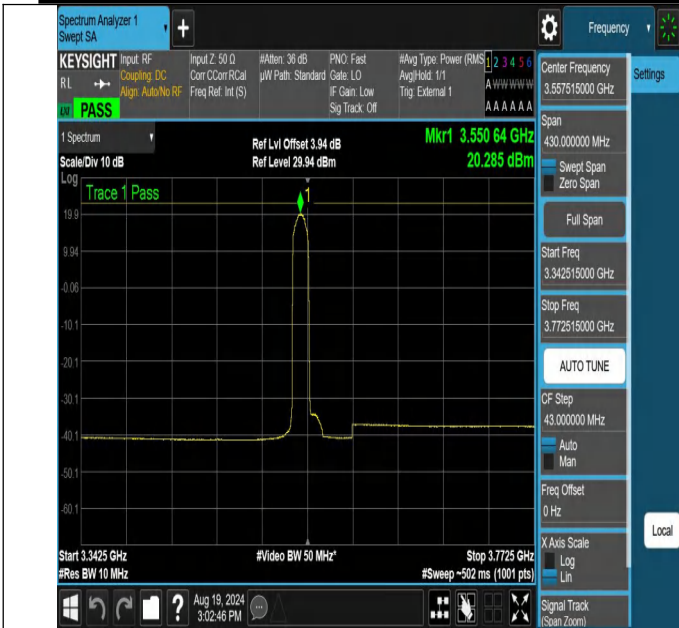 Spectrum Analyzer 1
Swept SA
+
Frequency
KEYSIGHT
RL
PASS
Input: RF
Coupling: DC
Align: Auto/No RF
Input Z: 50 Ω
Corr CCorr RCal
Freq Ref: Int (S)
#Atten: 36 dB
µW Path: Standard
PNO: Fast
Gate: LO
IF Gain: Low
Sig Track: Off
#Avg Type: Power (RMS
Avg|Hold: 1/1
Trig: External 1
1 2 3 4 5 6
A W W W W W
A A A A A A
1 Spectrum
Scale/Div 10 dB
Ref Lvl Offset 3.94 dB
Ref Level 29.94 dBm
Mkr1 3.550 64 GHz
20.285 dBm
Log
Trace 1 Pass
1
19.9
9.94
-0.06
-10.1
-20.1
-30.1
-40.1
-50.1
-60.1
Start 3.3425 GHz
#Res BW 10 MHz
#Video BW 50 MHz*
Stop 3.7725 GHz
#Sweep ~502 ms (1001 pts)
Center Frequency
3.557515000 GHz
Settings
Span
430.000000 MHz
Swept Span
Zero Span
Full Span
Start Freq
3.342515000 GHz
Stop Freq
3.772515000 GHz
AUTO TUNE
CF Step
43.000000 MHz
Auto
Man
Freq Offset
0 Hz
X Axis Scale
Log
Lin
Local
Signal Track
(Span Zoom)
?
Aug 19, 2024
3:02:46 PM